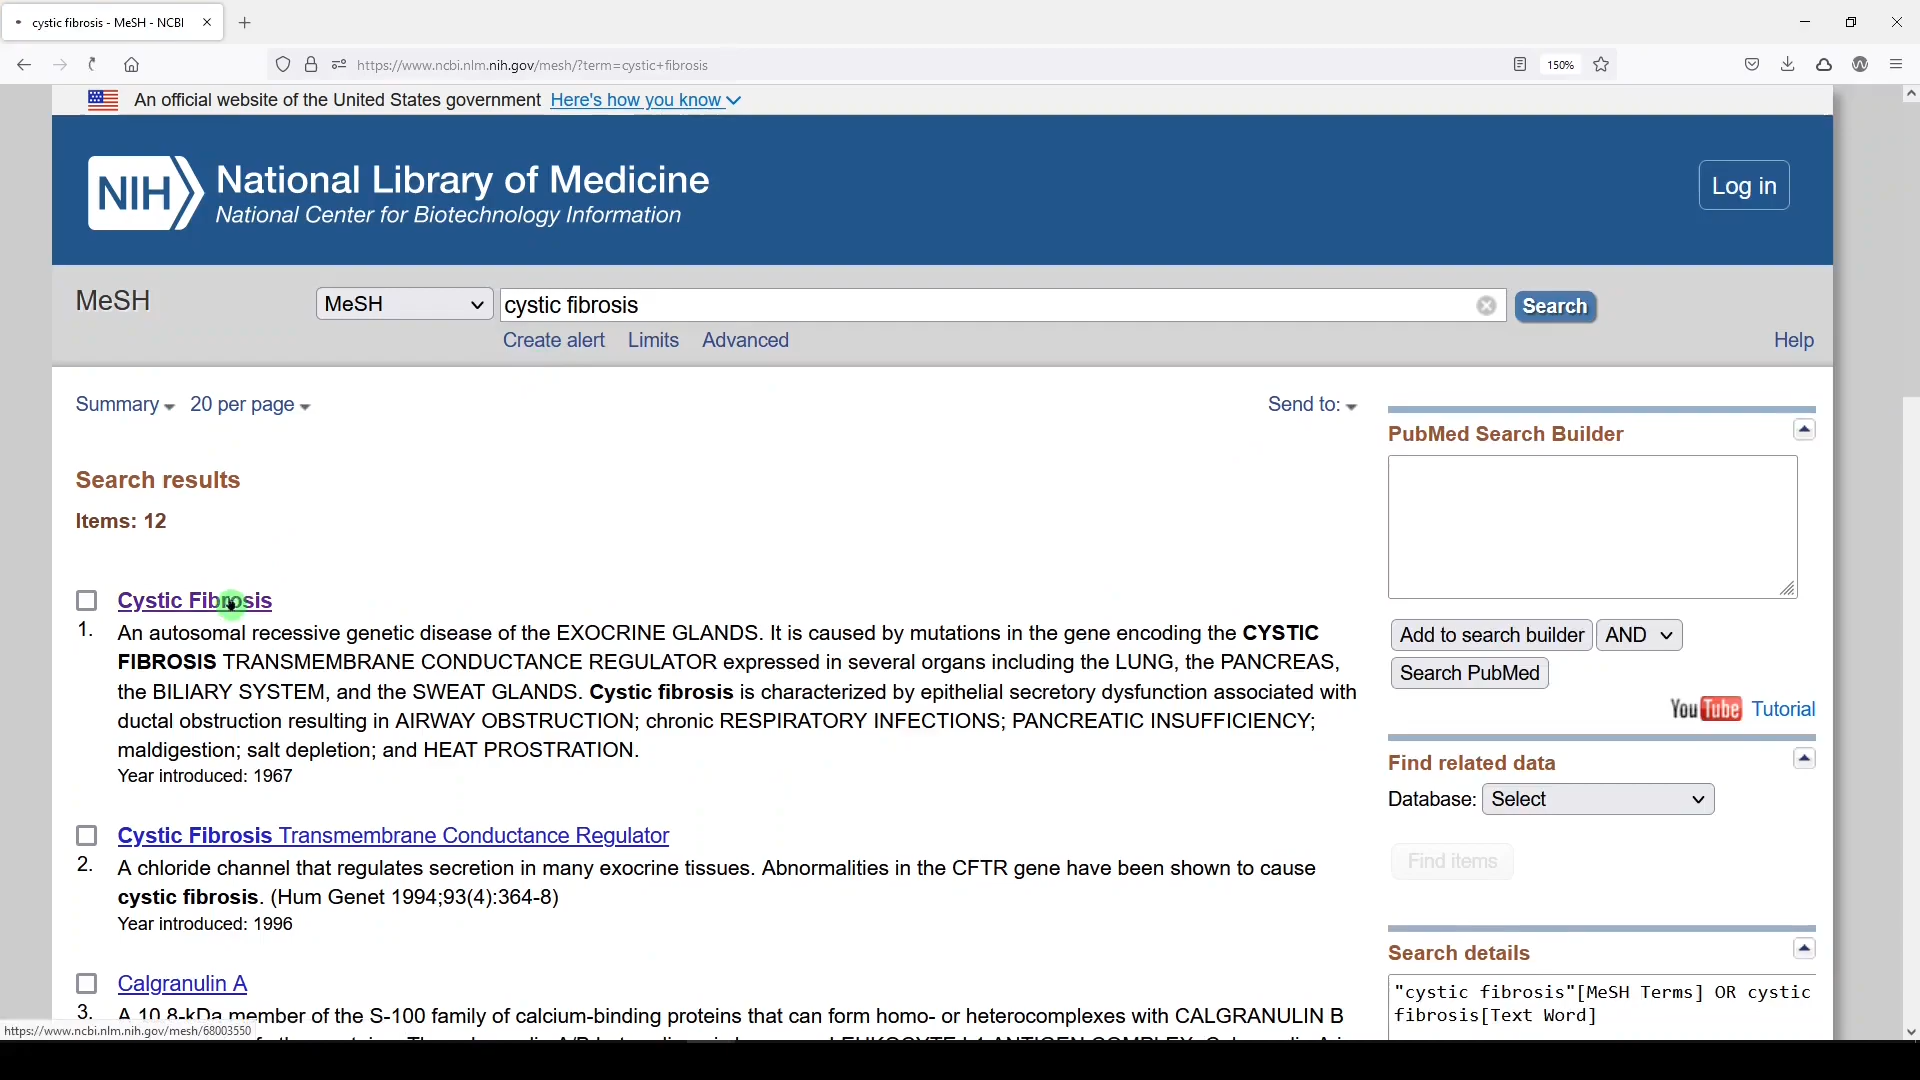 cystic fibrosis - MeSH - NCBI
https://www.ncbi.nlm.nih.gov/mesh/?term=cystic+fibrosis
150%
An official website of the United States government Here's how you know
NIH National Library of Medicine
National Center for Biotechnology Information
Log in
MeSH
MeSH
cystic fibrosis
Search
Create alert Limits Advanced
Help
Summary 20 per page
Send to:
Search results
Items: 12
Cystic Fibrosis
1. An autosomal recessive genetic disease of the EXOCRINE GLANDS. It is caused by mutations in the gene encoding the CYSTIC
FIBROSIS TRANSMEMBRANE CONDUCTANCE REGULATOR expressed in several organs including the LUNG, the PANCREAS,
the BILIARY SYSTEM, and the SWEAT GLANDS. Cystic fibrosis is characterized by epithelial secretory dysfunction associated with
ductal obstruction resulting in AIRWAY OBSTRUCTION; chronic RESPIRATORY INFECTIONS; PANCREATIC INSUFFICIENCY;
maldigestion; salt depletion; and HEAT PROSTRATION.
Year introduced: 1967
Cystic Fibrosis Transmembrane Conductance Regulator
2. A chloride channel that regulates secretion in many exocrine tissues. Abnormalities in the CFTR gene have been shown to cause
cystic fibrosis. (Hum Genet 1994;93(4):364-8)
Year introduced: 1996
Calgranulin A
3. A 10.8-kDa member of the S-100 family of calcium-binding proteins that can form homo- or heterocomplexes with CALGRANULIN B
https://www.ncbi.nlm.nih.gov/mesh/68003550
PubMed Search Builder
Add to search builder AND
Search PubMed
YouTube Tutorial
Find related data
Database: Select
Find items
Search details
"cystic fibrosis"[MeSH Terms] OR cystic
fibrosis[Text Word]